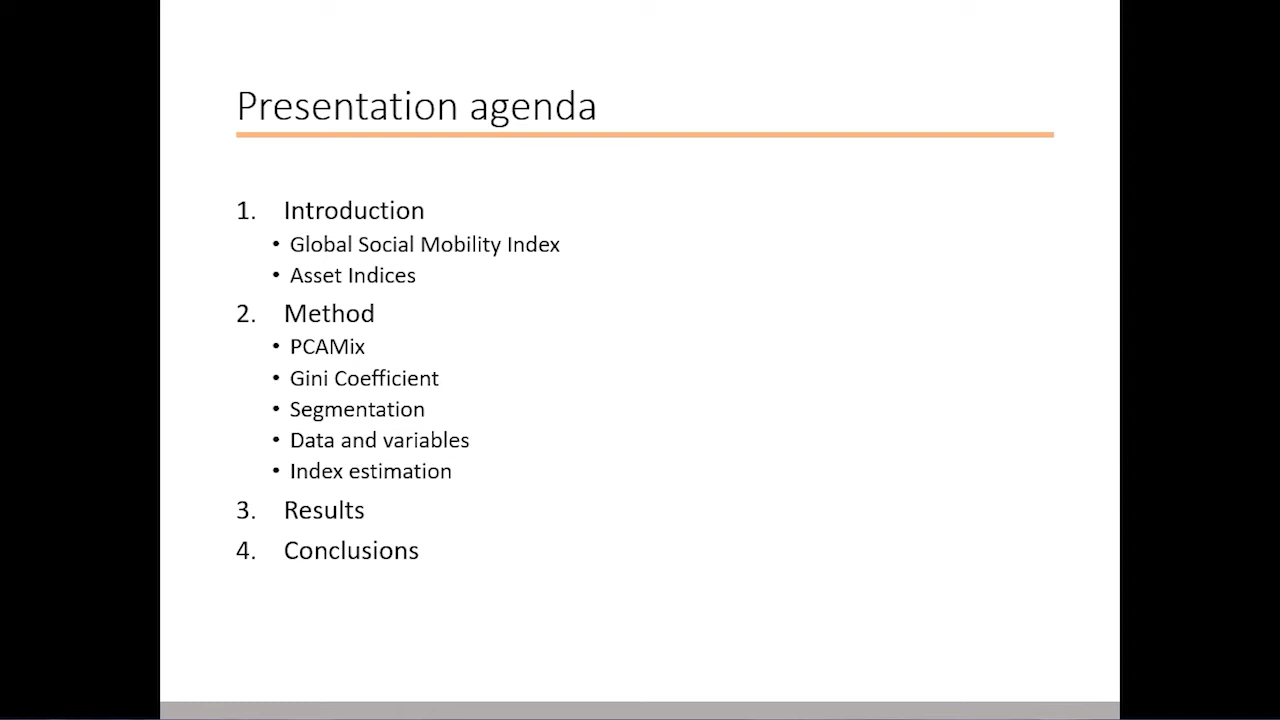 Presentation agenda
1. Introduction
• Global Social Mobility Index
• Asset Indices
2. Method
• PCAMix
• Gini Coefficient
• Segmentation
• Data and variables
• Index estimation
3. Results
4. Conclusions